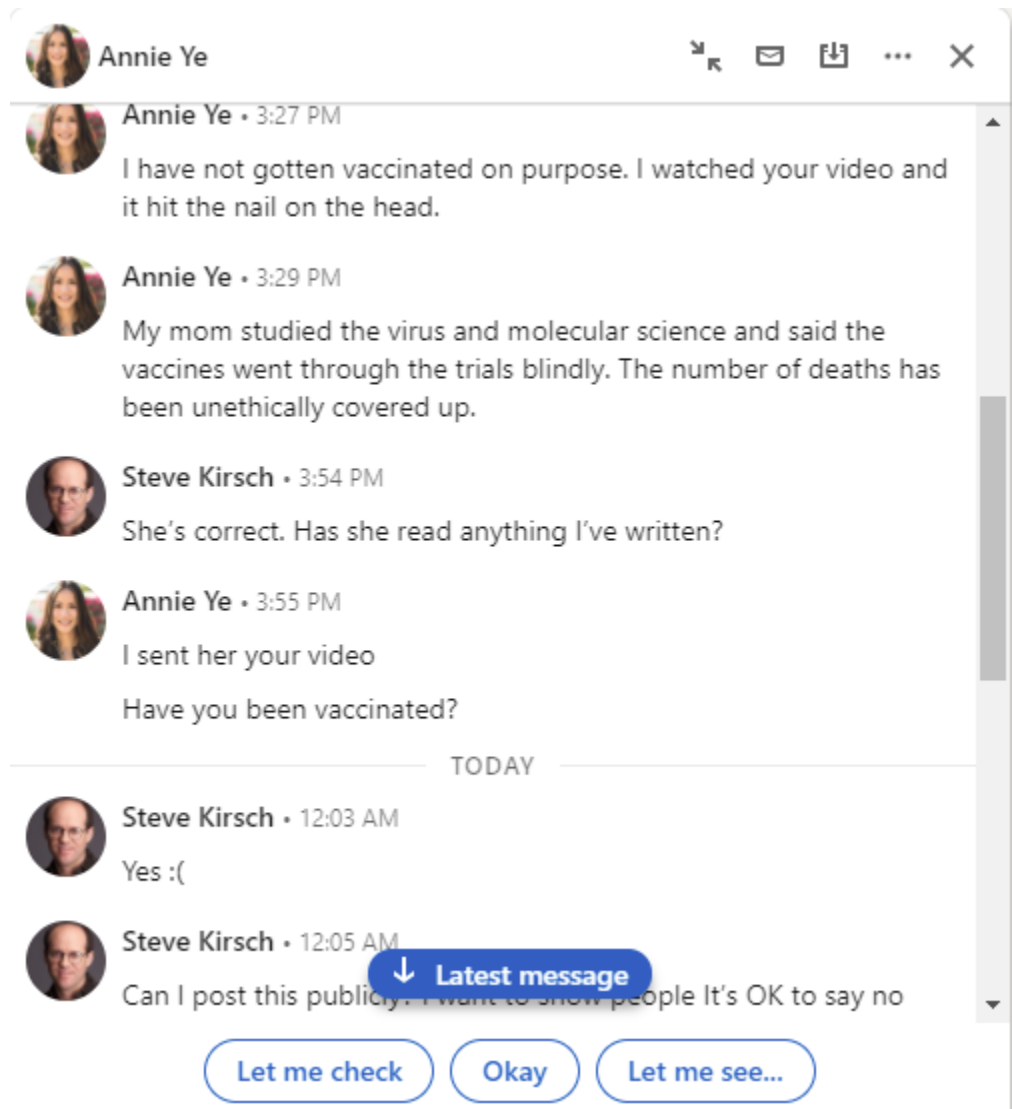 Annie Ye
Annie Ye • 3:27 PM
I have not gotten vaccinated on purpose. I watched your video and
it hit the nail on the head.
Annie Ye • 3:29 PM
My mom studied the virus and molecular science and said the
vaccines went through the trials blindly. The number of deaths has
been unethically covered up.
Steve Kirsch • 3:54 PM
She's correct. Has she read anything I've written?
Annie Ye • 3:55 PM
I sent her your video
Have you been vaccinated?
TODAY
Steve Kirsch • 12:03 AM
Yes :(
Steve Kirsch • 12:05 AM
↓ Latest message
Can I post this publicly? I want to show people It's OK to say no
Let me check Okay Let me see...